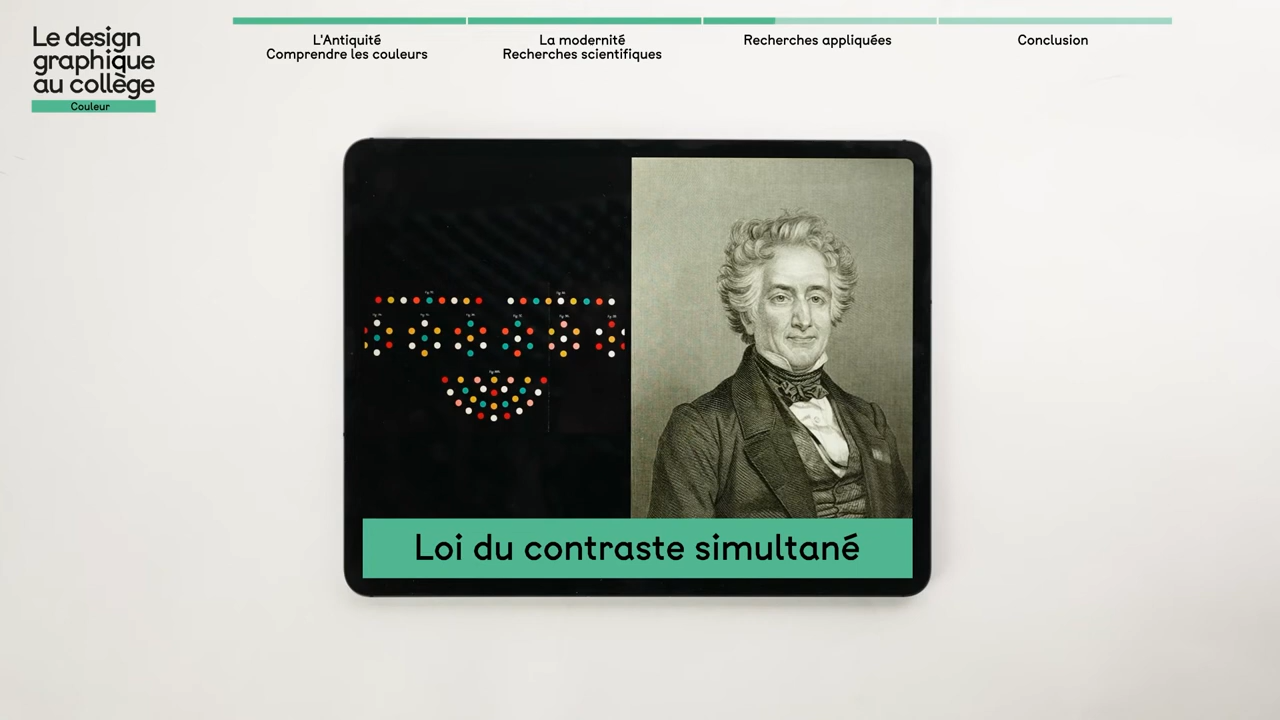 Le design
graphique
au collège
Couleur
L'Antiquité
Comprendre les couleurs
La modernité
Recherches scientifiques
Recherches appliquées
Conclusion
Loi du contraste simultané